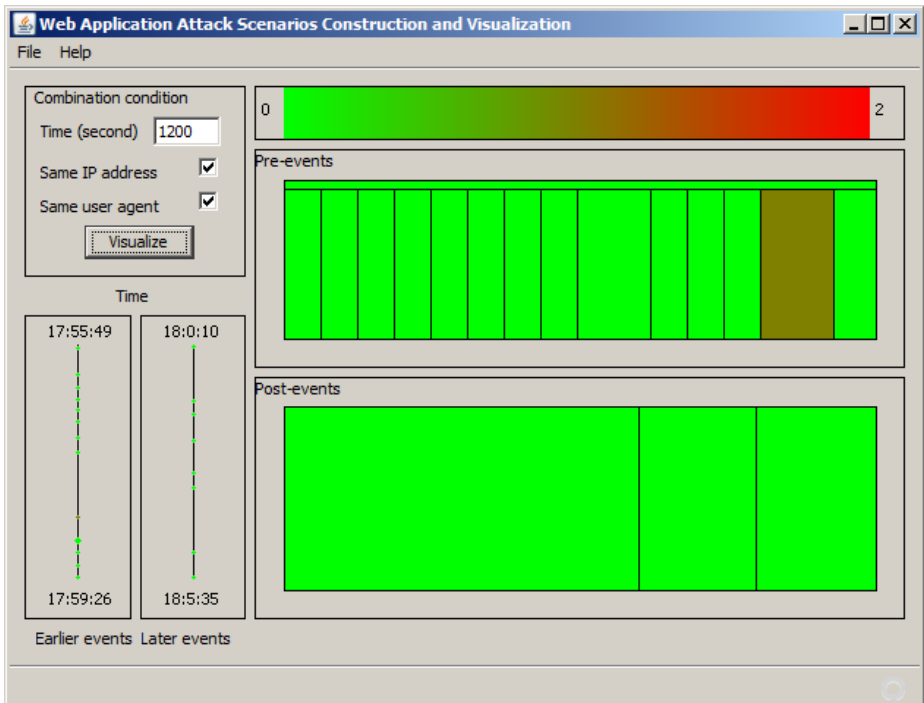 Web Application Attack Scenarios Construction and Visualization
File Help
Combination condition
Time (second) 1200
Same IP address
Same user agent
Visualize
0 2
Pre-events
Time
17:55:49 18:0:10
17:59:26 18:5:35
Earlier events Later events
Post-events